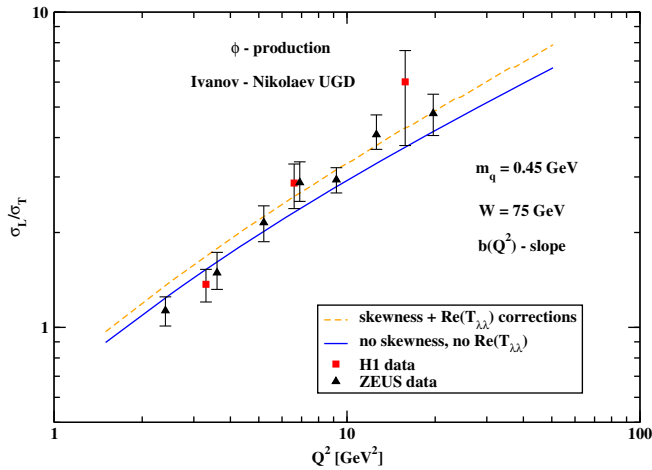 10
1
σ_L/σ_T
ϕ - production
Ivanov - Nikolaev UGD
m_q = 0.45 GeV
W = 75 GeV
b(Q²) - slope
skewness + Re(T_λλ) corrections
no skewness, no Re(T_λλ)
H1 data
ZEUS data
1 10 100
Q² [GeV²]